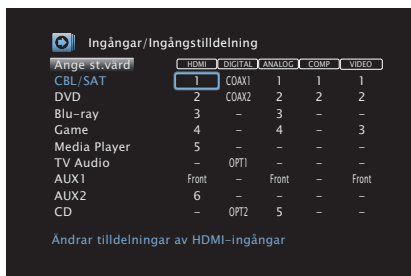 Ingångar/Ingångstilldelning
Ange st.värd HDMI DIGITAL ANALOG COMP VIDEO
CBL/SAT 1 COAX1 1 1 1
DVD 2 COAX2 2 2 2
Blu-ray 3 – 3 – –
Game 4 – 4 – 3
Media Player 5 – – – –
TV Audio – OPT1 – – –
AUX1 Front – Front – Front
AUX2 6 – – – –
CD – OPT2 5 – –
Ändrar tilldelningar av HDMI-ingångar